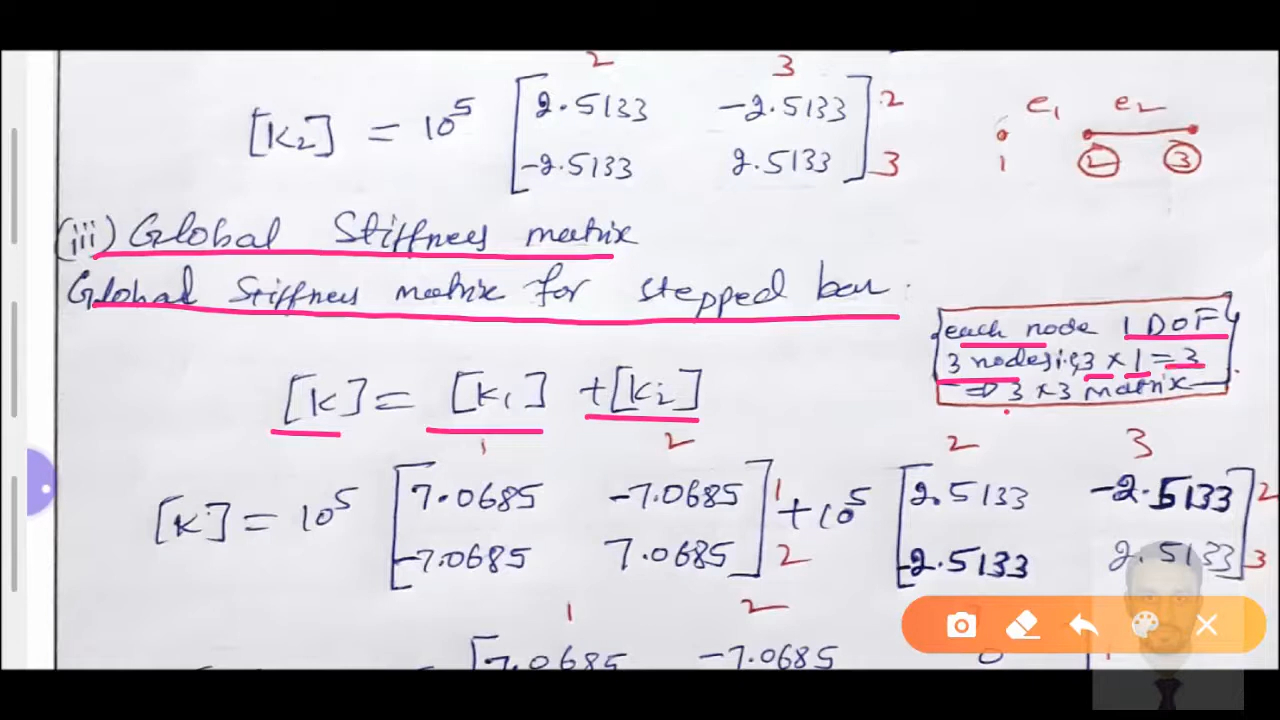 2 3
[K2] = 10^5 [2.5133 -2.5133] 2
[-2.5133 2.5133] 3
e1 e2
1 2 3
(iii) Global Stiffness matrix
Global Stiffness matrix for stepped bar.
each node 1 DOF
3 nodes i.e, 3 × 1 = 3
⇒ 3 × 3 matrix
[K] = [K1] + [K2]
1 2 2 3
[K] = 10^5 [7.0685 -7.0685] 1 + 10^5 [2.5133 -2.5133] 2
[-7.0685 7.0685] 2 [-2.5133 2.5133] 3
1 2
[7.0685 -7.0685 0 1